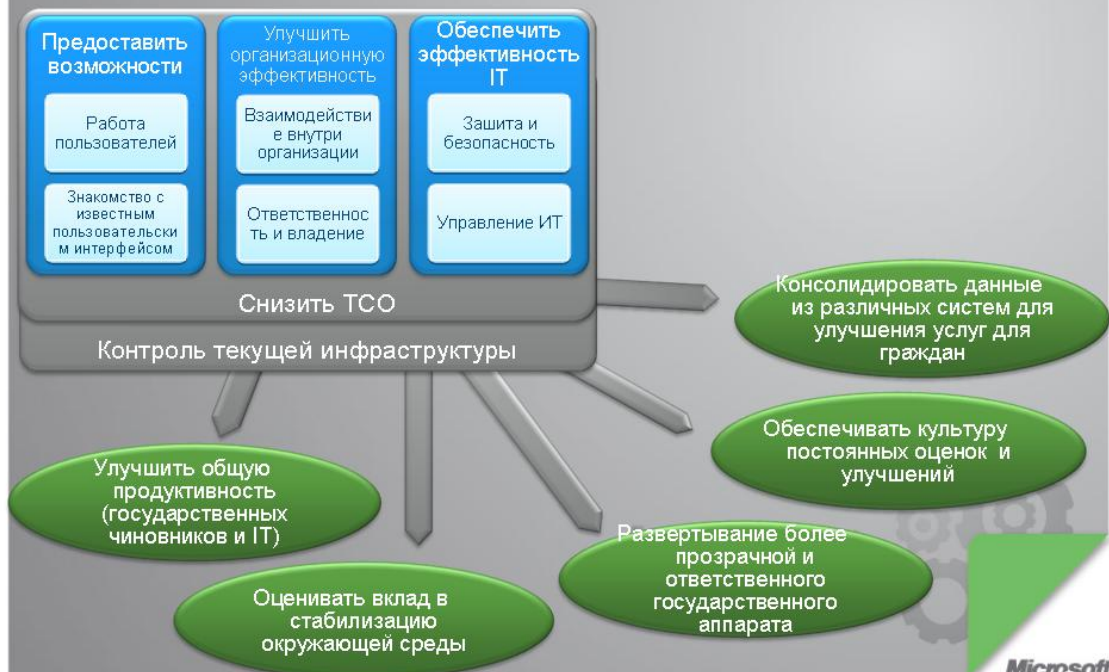 Предоставить
возможности
Работа
пользователей
Знакомство с
известным
пользовательски
м интерфейсом
Улучшить
организационную
эффективность
Взаимодействи
е внутри
организации
Ответственнос
ть и владение
Обеспечить
эффективность
IT
Зашита и
безопасность
Управление ИТ
Снизить TCO
Контроль текущей инфраструктуры
Консолидировать данные
из различных систем для
улучшения услуг для
граждан
Обеспечивать культуру
постоянных оценок и
улучшений
Улучшить общую
продуктивность
(государственных
чиновников и IT)
Развертывание более
прозрачной и
ответственного
государственного
аппарата
Оценивать вклад в
стабилизацию
окружающей среды
Microsoft